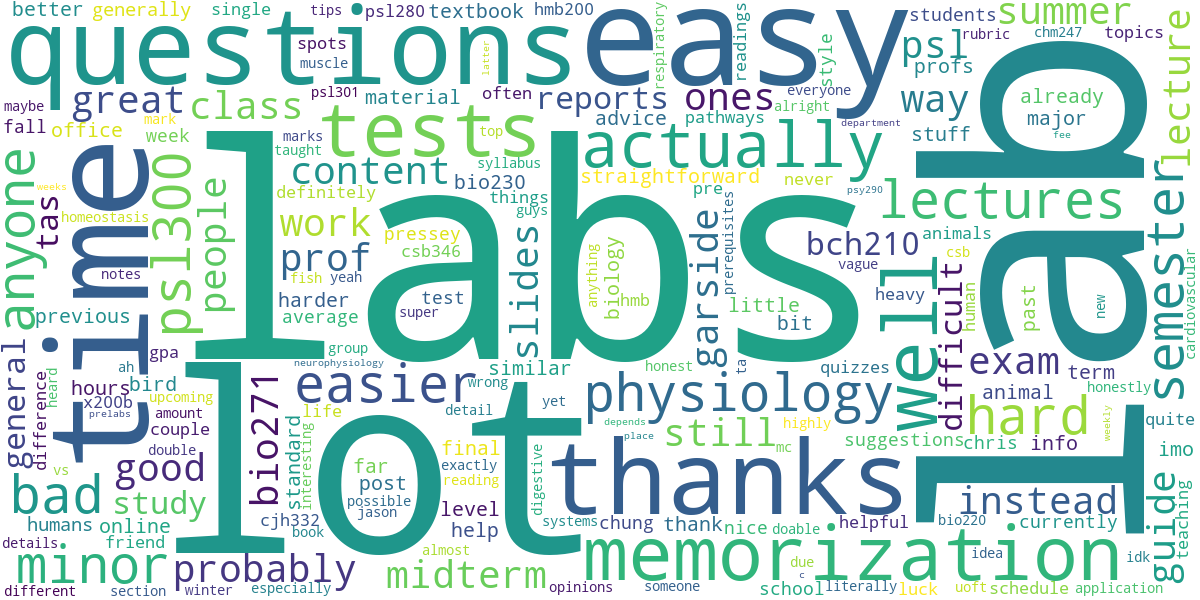 better generally single tips psl280 textbook hmb200
questions easy
students summer
rubric chm247 topics
psl profs
spots muscle
latter respiratory readings style
maybe mark great class
psl301 material often reports ones everyone alright
way already major
lecture
fall office week marks taught tests top
advice pathways department
stuff fee
anyone weeks tas time psl300 people
content syllabus actually
definitely bio230 things guys
straightforward pre never psy290
lectures
homeostasis work pressey csb346
labs
prof fish yeah
slides anything biology hmb
garside prerequisites
bch210 vague animals csb
lab
semester
notes
previous harder average test super
little bit
heavy well difficult human past new cardiovascular
general difference heard gpa ah
hours bird x200b prelabs upcoming
group neurophysiology easier
similar honest ta quizzes
exam term animal honestly
amount couple double
bio271 life standard interesting
wrong detail yet
physiology depends place
highly hard weekly quite
vs good
lot
far post possible jason
final exactly reading
still mc suggestions chris info imo
bad study
digestive thanks
level
instead guide teaching
humans online friend
cjh332 book help
systems chung thank nice doable helpful
bio220 currently
details minor probably almost midterm
memorization due c
idea idk
different section winter especially
opinions someone school literally luck uoft schedule application